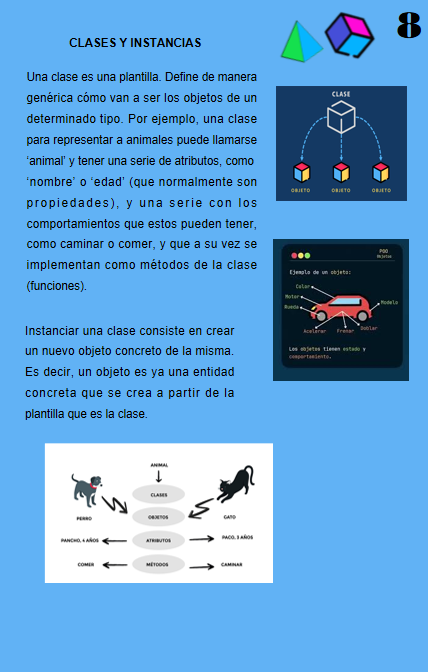 8
CLASES Y INSTANCIAS
Una clase es una plantilla. Define de manera
genérica cómo van a ser los objetos de un
determinado tipo. Por ejemplo, una clase
para representar a animales puede llamarse
‘animal’ y tener una serie de atributos, como
‘nombre’ o ‘edad’ (que normalmente son
propiedades), y una serie con los
comportamientos que estos pueden tener,
como caminar o comer, y que a su vez se
implementan como métodos de la clase
(funciones).
Instanciar una clase consiste en crear
un nuevo objeto concreto de la misma.
Es decir, un objeto es ya una entidad
concreta que se crea a partir de la
plantilla que es la clase.
CLASE
OBJETO OBJETO OBJETO
POO
Objetos
Ejemplo de un objeto:
Color
Motor
Rueda
Modelo
Acelerar Frenar Doblar
Los objetos tienen estado y
comportamiento.
ANIMAL
CLASES
PERRO OBJETOS GATO
PANCHO, 4 AÑOS ATRIBUTOS PACO, 3 AÑOS
COMER MÉTODOS CAMINAR